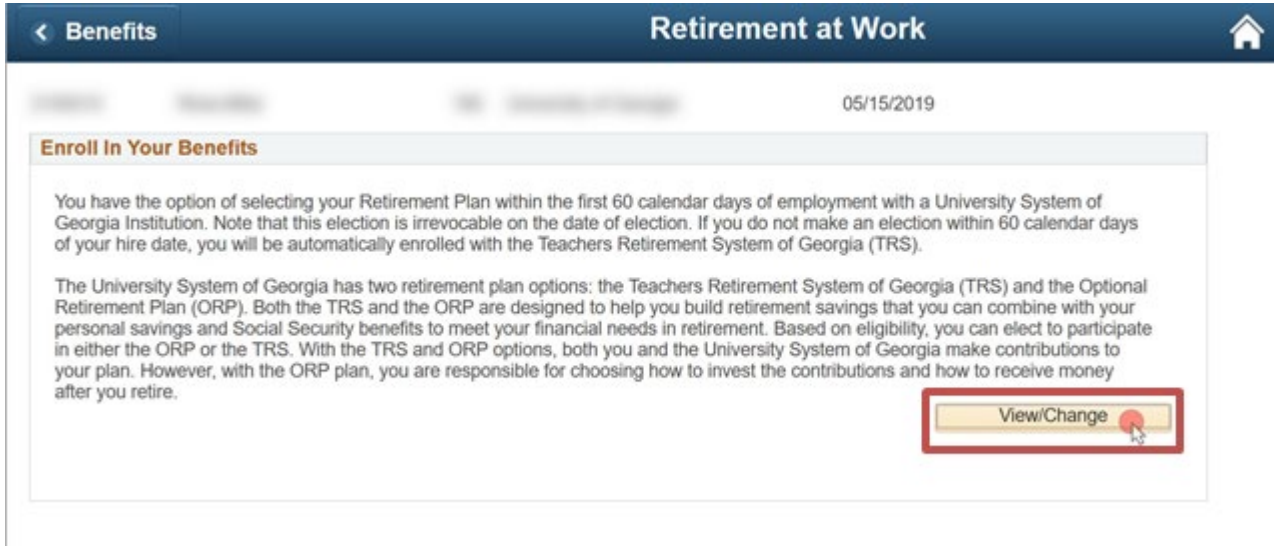 Benefits
Retirement at Work
05/15/2019
Enroll In Your Benefits
You have the option of selecting your Retirement Plan within the first 60 calendar days of employment with a University System of
Georgia Institution. Note that this election is irrevocable on the date of election. If you do not make an election within 60 calendar days
of your hire date, you will be automatically enrolled with the Teachers Retirement System of Georgia (TRS).
The University System of Georgia has two retirement plan options: the Teachers Retirement System of Georgia (TRS) and the Optional
Retirement Plan (ORP). Both the TRS and the ORP are designed to help you build retirement savings that you can combine with your
personal savings and Social Security benefits to meet your financial needs in retirement. Based on eligibility, you can elect to participate
in either the ORP or the TRS. With the TRS and ORP options, both you and the University System of Georgia make contributions to
your plan. However, with the ORP plan, you are responsible for choosing how to invest the contributions and how to receive money
after you retire.
View/Change